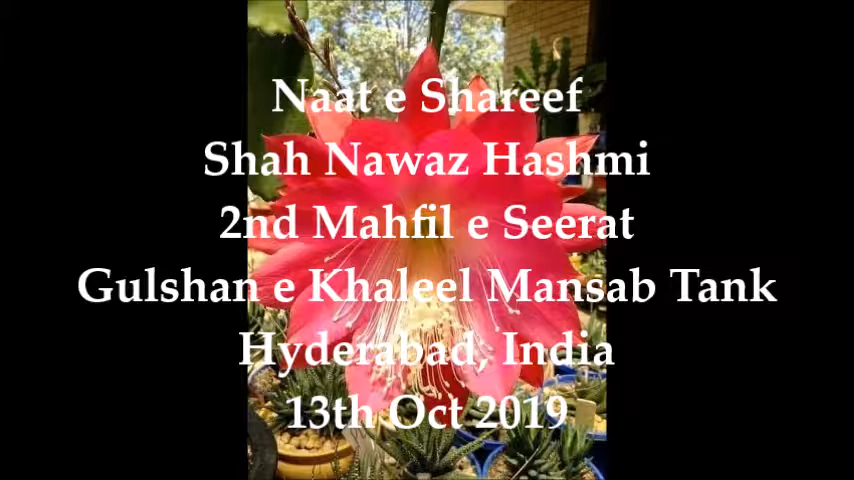 Naat e Shareef
Shah Nawaz Hashmi
2nd Mahfil e Seerat
Gulshan e Khaleel Mansab Tank
Hyderabad, India
13th Oct 2019